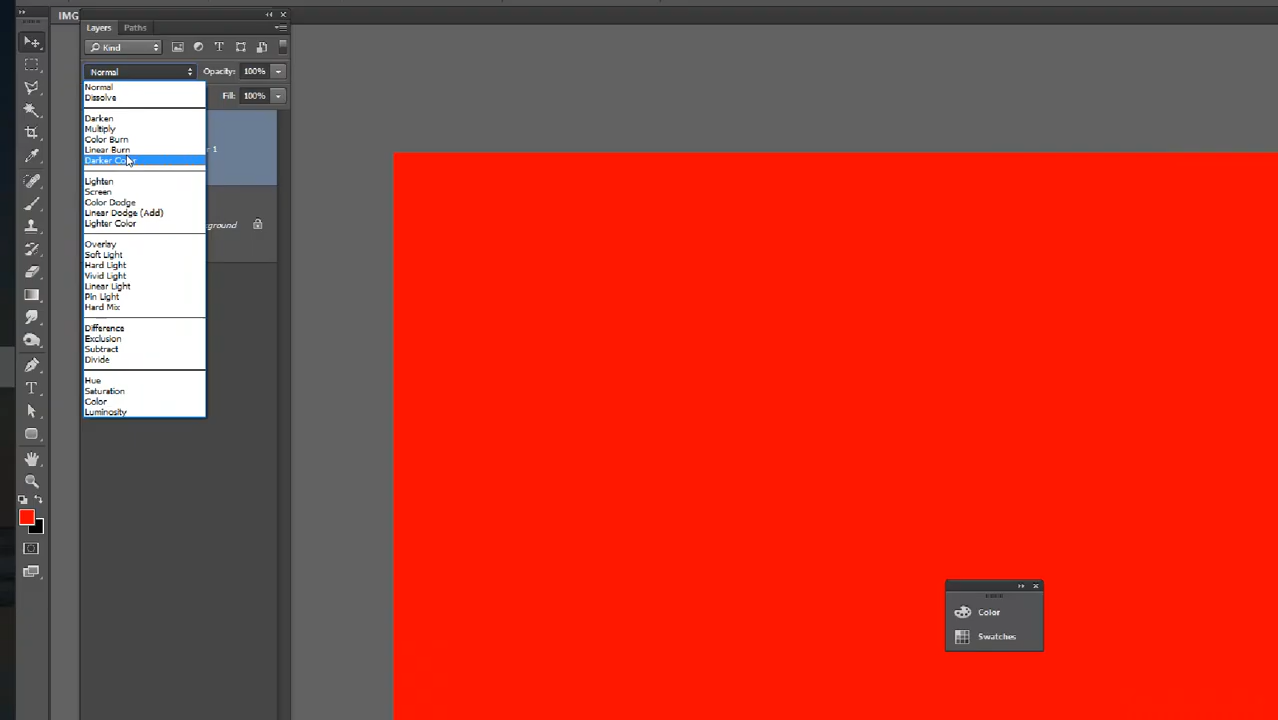 IMG
Layers Paths
Kind
Normal Opacity: 100%
Normal Fill: 100%
Dissolve
Darken
Multiply
Color Burn
Linear Burn r 1
Darker Color
Lighten
Screen
Color Dodge
Linear Dodge (Add)
Lighter Color ground
Overlay
Soft Light
Hard Light
Vivid Light
Linear Light
Pin Light
Hard Mix
Difference
Exclusion
Subtract
Divide
Hue
Saturation
Color
Luminosity
Color
Swatches